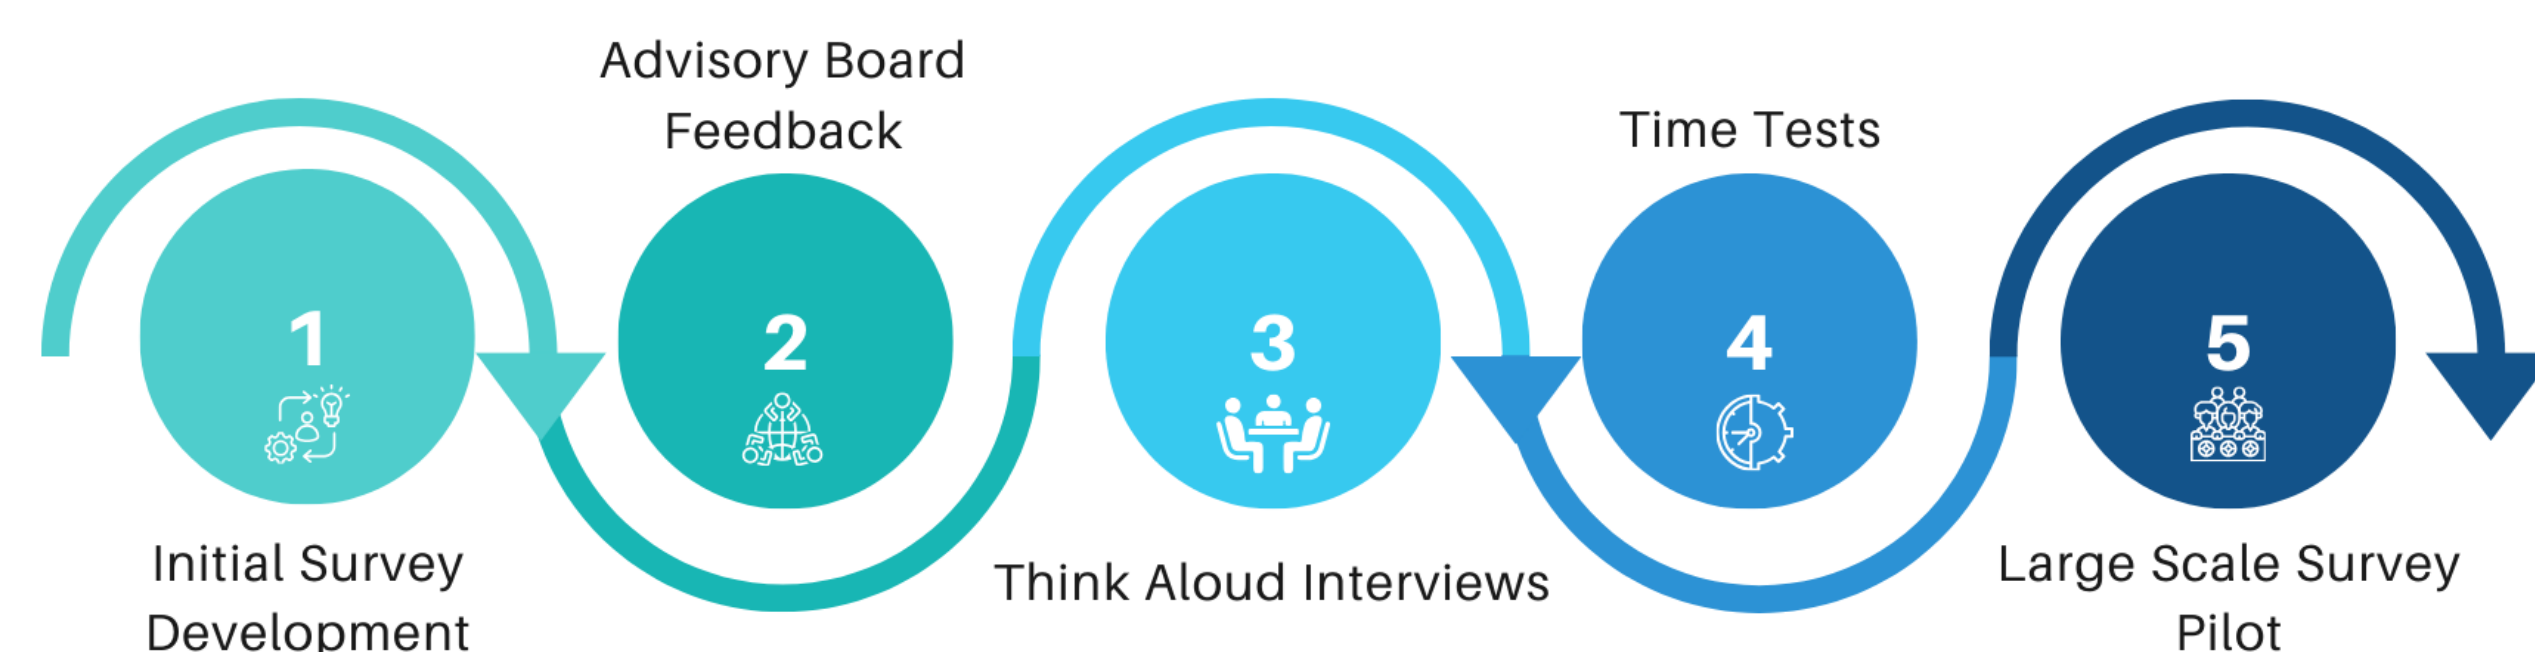 1
Initial Survey
Development
Advisory Board
Feedback
2
3
Think Aloud Interviews
Time Tests
4
5
Large Scale Survey
Pilot